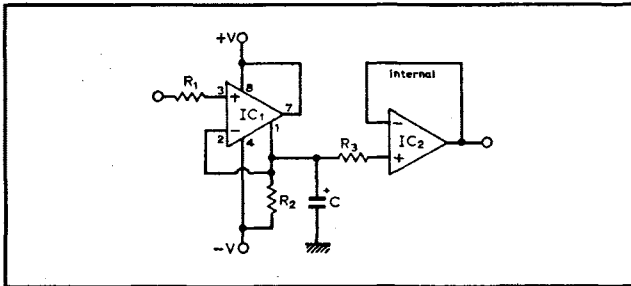 +V
internal
R1
3
+
8
7
IC1
2
−
1
4
−
IC2
+
R3
R2
+
C
−V